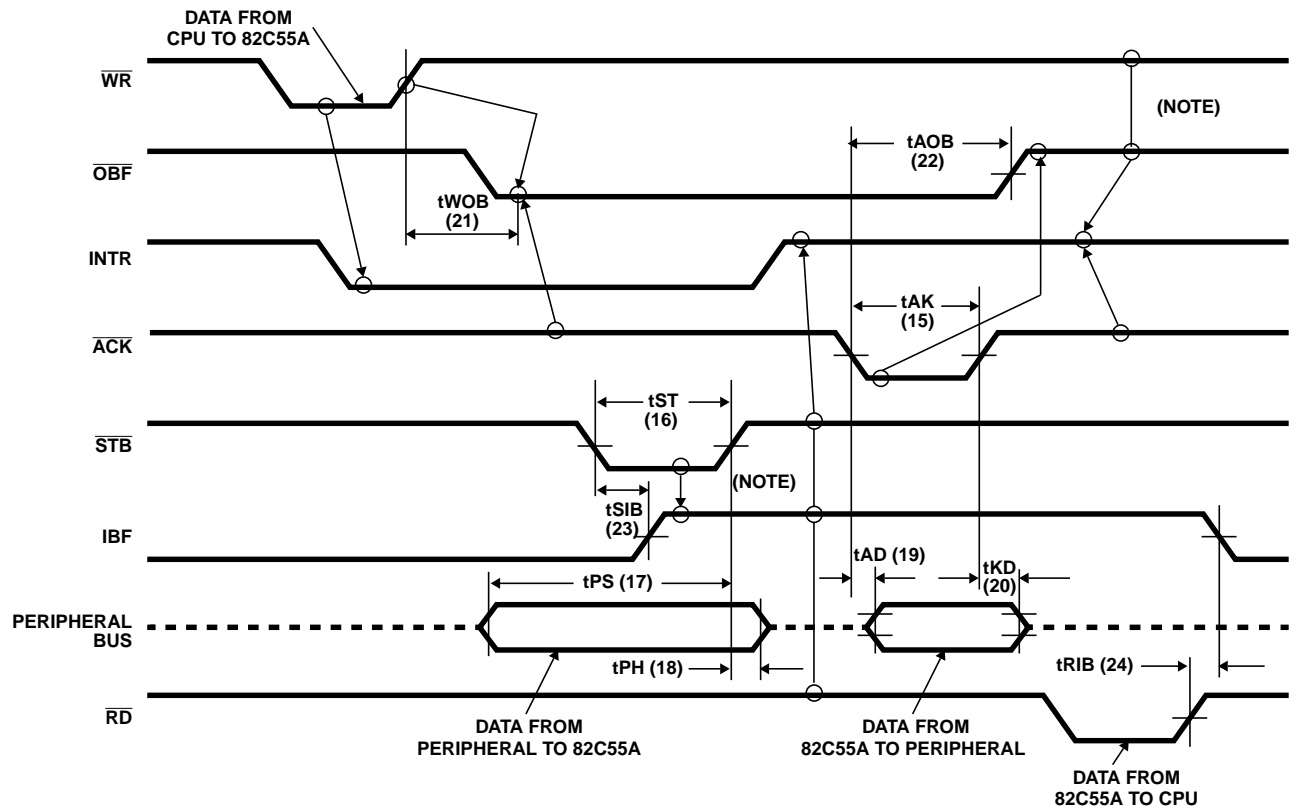 DATA FROM
CPU TO 82C55A
WR
(NOTE)
tAOB
(22)
OBF
tWOB
(21)
INTR
tAK
(15)
ACK
tST
(16)
STB
(NOTE)
tSIB
(23)
IBF
tAD (19)
tKD
(20)
tPS (17)
PERIPHERAL
BUS
tPH (18)
tRIB (24)
RD
DATA FROM
PERIPHERAL TO 82C55A
DATA FROM
82C55A TO PERIPHERAL
DATA FROM
82C55A TO CPU